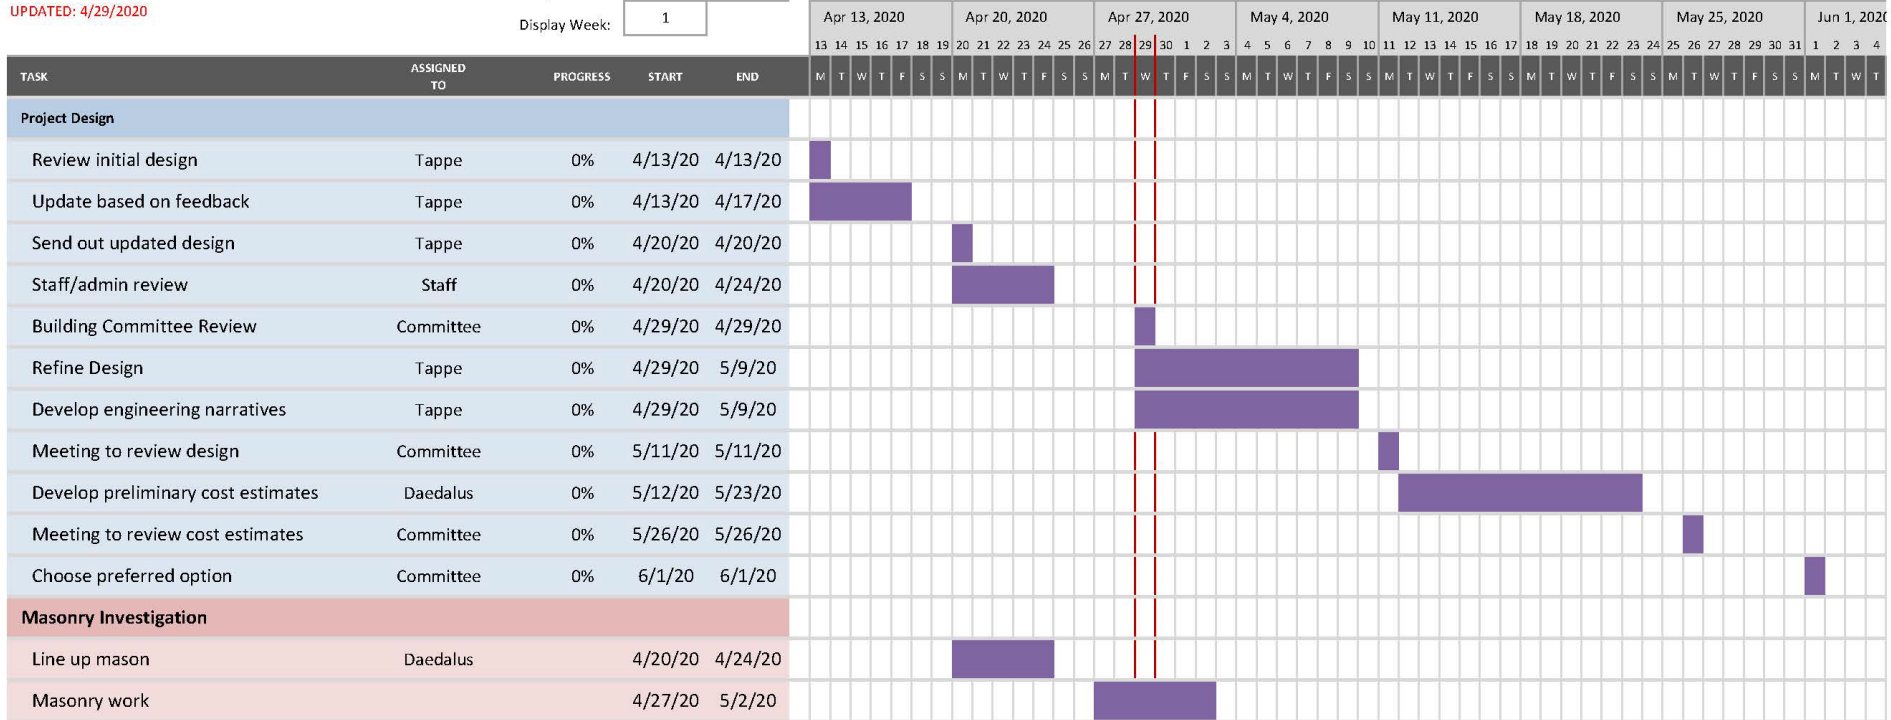 UPDATED: 4/29/2020
Display Week: 1
Apr 13, 2020 Apr 20, 2020 Apr 27, 2020 May 4, 2020 May 11, 2020 May 18, 2020 May 25, 2020 Jun 1, 2020
13 14 15 16 17 18 19 20 21 22 23 24 25 26 27 28 29 30 1 2 3 4 5 6 7 8 9 10 11 12 13 14 15 16 17 18 19 20 21 22 23 24 25 26 27 28 29 30 31 1 2 3 4
TASK ASSIGNED TO PROGRESS START END M T W T F S S M T W T F S S M T W T F S S M T W T F S S M T W T F S S M T W T F S S M T W T F S S M T W T
Project Design
Review initial design Tappe 0% 4/13/20 4/13/20
Update based on feedback Tappe 0% 4/13/20 4/17/20
Send out updated design Tappe 0% 4/20/20 4/20/20
Staff/admin review Staff 0% 4/20/20 4/24/20
Building Committee Review Committee 0% 4/29/20 4/29/20
Refine Design Tappe 0% 4/29/20 5/9/20
Develop engineering narratives Tappe 0% 4/29/20 5/9/20
Meeting to review design Committee 0% 5/11/20 5/11/20
Develop preliminary cost estimates Daedalus 0% 5/12/20 5/23/20
Meeting to review cost estimates Committee 0% 5/26/20 5/26/20
Choose preferred option Committee 0% 6/1/20 6/1/20
Masonry Investigation
Line up mason Daedalus 4/20/20 4/24/20
Masonry work 4/27/20 5/2/20